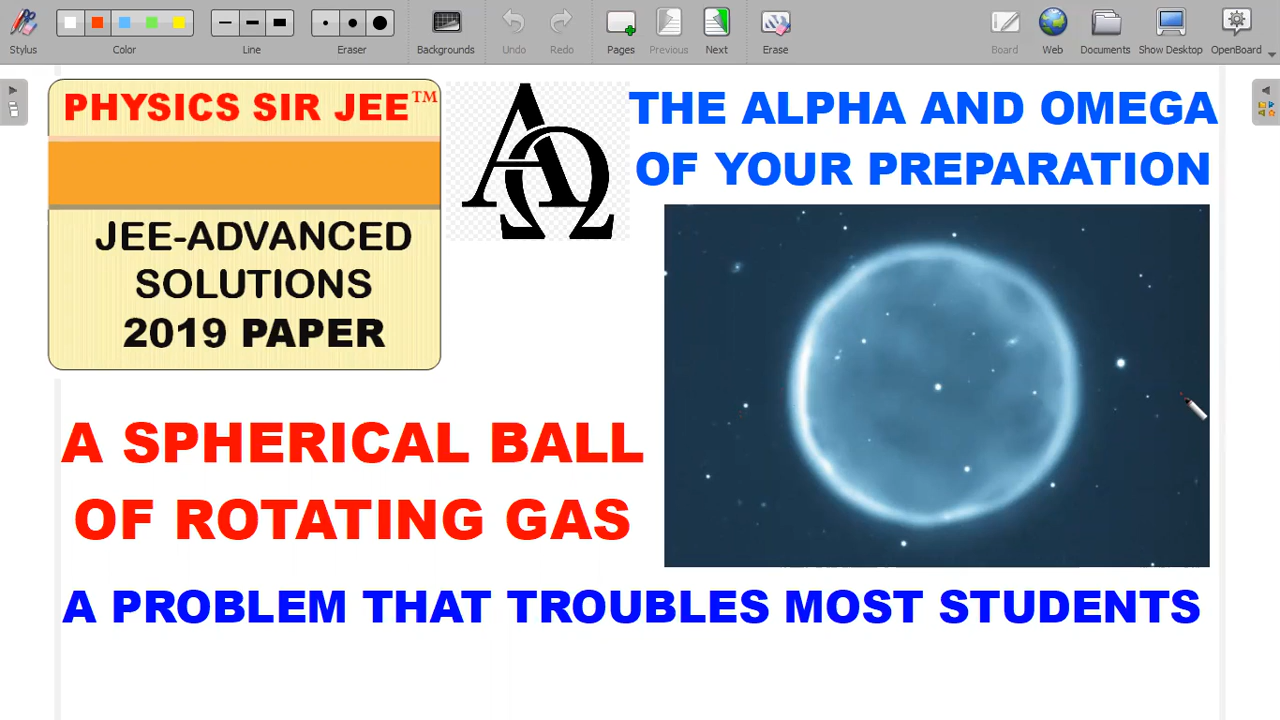 Stylus
Color
Line
Eraser
Backgrounds
Undo
Redo
Pages
Previous
Next
Erase
Board
Web
Documents
Show Desktop
OpenBoard
PHYSICS SIR JEE™
JEE-ADVANCED
SOLUTIONS
2019 PAPER
ΑΩ
THE ALPHA AND OMEGA
OF YOUR PREPARATION
A SPHERICAL BALL
OF ROTATING GAS
A PROBLEM THAT TROUBLES MOST STUDENTS